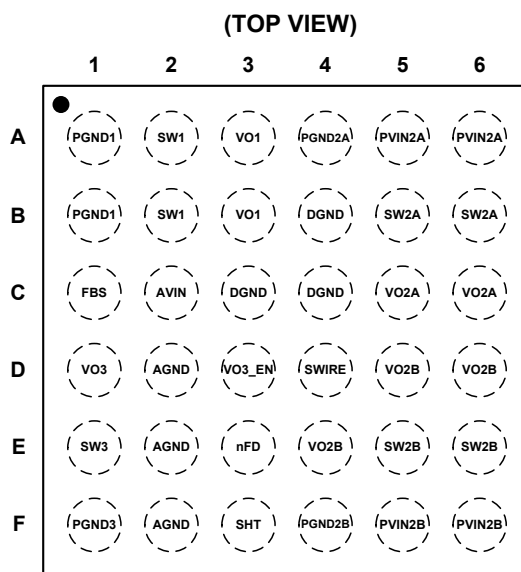 (TOP VIEW)
1 2 3 4 5 6
A PGND1 SW1 VO1 PGND2A PVIN2A PVIN2A
B PGND1 SW1 VO1 DGND SW2A SW2A
C FBS AVIN DGND DGND VO2A VO2A
D VO3 AGND VO3_EN SWIRE VO2B VO2B
E SW3 AGND nFD VO2B SW2B SW2B
F PGND3 AGND SHT PGND2B PVIN2B PVIN2B